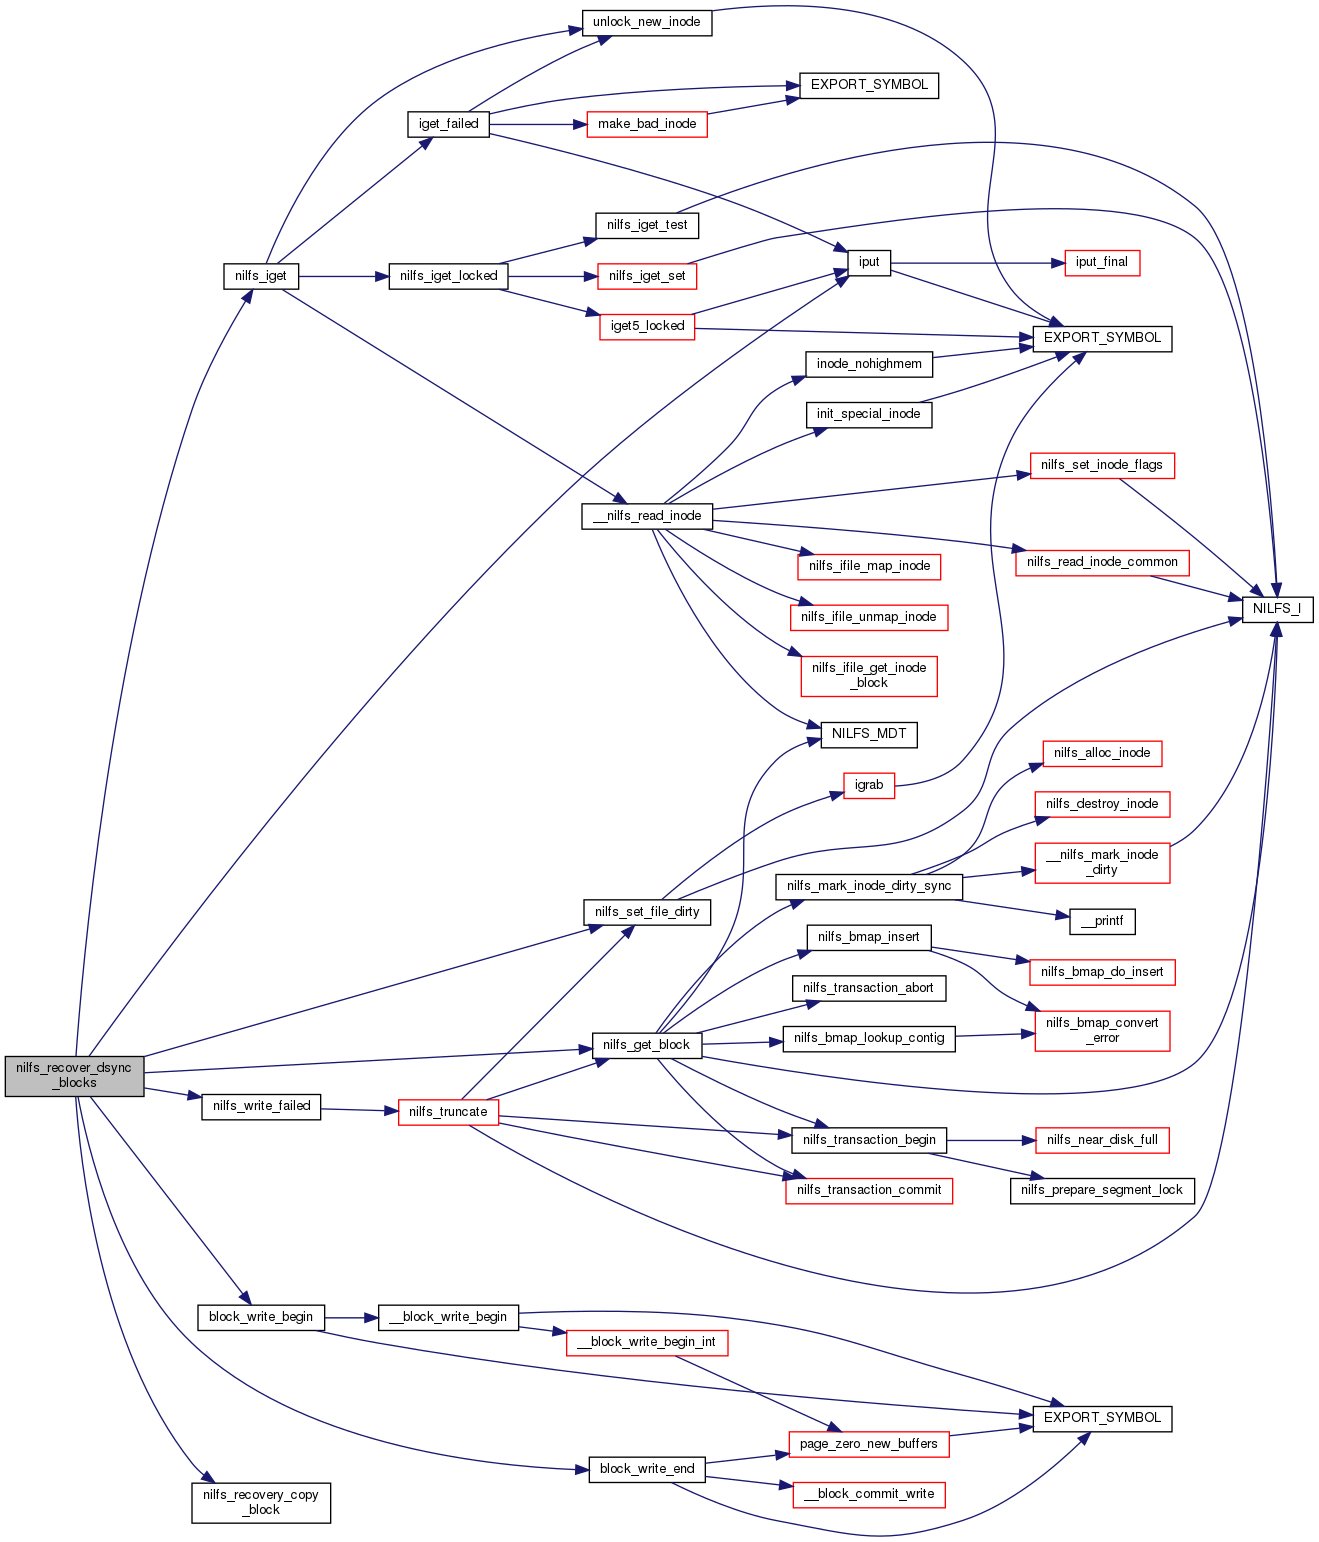 unlock_new_inode
EXPORT_SYMBOL
iget_failed
make_bad_inode
nilfs_iget_test
nilfs_iget
nilfs_iget_locked
nilfs_iget_set
iput
iput_final
iget5_locked
EXPORT_SYMBOL
inode_nohighmem
init_special_inode
nilfs_set_inode_flags
__nilfs_read_inode
nilfs_ifile_map_inode
nilfs_read_inode_common
nilfs_ifile_unmap_inode
NILFS_I
nilfs_ifile_get_inode
_block
NILFS_MDT
nilfs_alloc_inode
igrab
nilfs_destroy_inode
__nilfs_mark_inode
_dirty
nilfs_mark_inode_dirty_sync
nilfs_set_file_dirty
__printf
nilfs_bmap_insert
nilfs_bmap_do_insert
nilfs_transaction_abort
nilfs_get_block
nilfs_bmap_lookup_contig
nilfs_bmap_convert
_error
nilfs_recover_dsync
_blocks
nilfs_write_failed
nilfs_truncate
nilfs_transaction_begin
nilfs_near_disk_full
nilfs_transaction_commit
nilfs_prepare_segment_lock
block_write_begin
__block_write_begin
__block_write_begin_int
EXPORT_SYMBOL
page_zero_new_buffers
block_write_end
__block_commit_write
nilfs_recovery_copy
_block